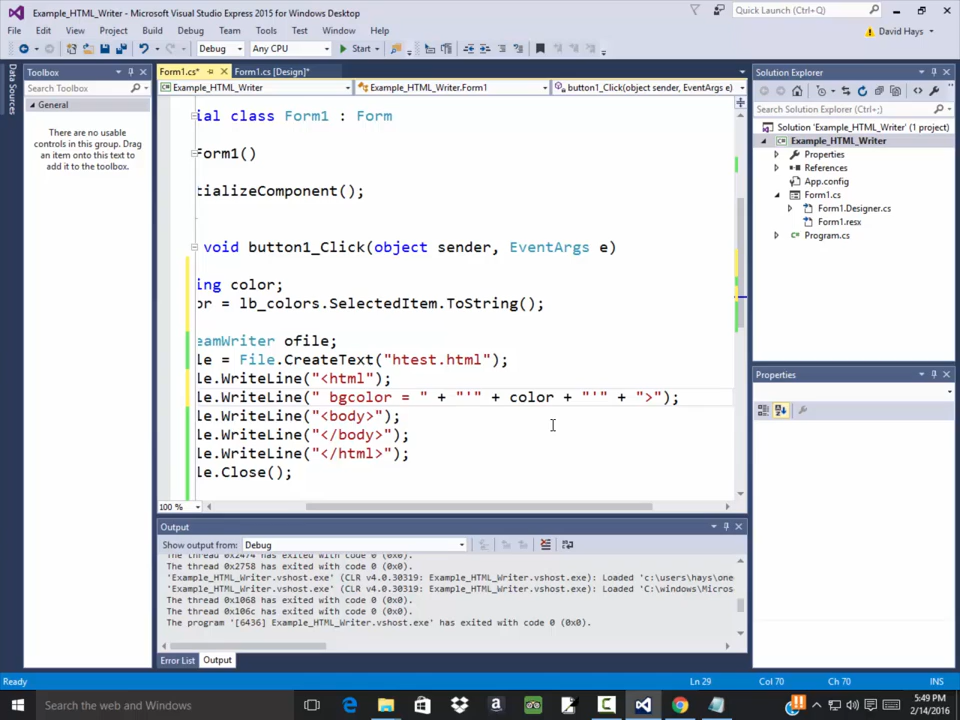 Example_HTML_Writer - Microsoft Visual Studio Express 2015 for Windows Desktop
Quick Launch (Ctrl+Q)
File Edit View Project Build Debug Team Tools Test Window Help
David Hays
Debug Any CPU Start
Data Sources
Toolbox
Search Toolbox
General
There are no usable
controls in this group. Drag
an item onto this text to
add it to the toolbox.
Form1.cs* Form1.cs [Design]*
Example_HTML_Writer Example_HTML_Writer.Form1 button1_Click(object sender, EventArgs e)
ial class Form1 : Form
Form1()
tializeComponent();
void button1_Click(object sender, EventArgs e)
ing color;
or = lb_colors.SelectedItem.ToString();
eamWriter ofile;
le = File.CreateText("htest.html");
le.WriteLine("<html");
le.WriteLine(" bgcolor = " + "'" + color + "'" + ">");
le.WriteLine("<body>");
le.WriteLine("</body>");
le.WriteLine("</html>");
le.Close();
100 %
Output
Show output from: Debug
The thread 0x2474 has exited with code 0 (0x0).
The thread 0x2758 has exited with code 0 (0x0).
'Example_HTML_Writer.vshost.exe' (CLR v4.0.30319: Example_HTML_Writer.vshost.exe): Loaded 'c:\users\hays\one
'Example_HTML_Writer.vshost.exe' (CLR v4.0.30319: Example_HTML_Writer.vshost.exe): Loaded 'C:\windows\Micros
The thread 0x1068 has exited with code 0 (0x0).
The thread 0x106c has exited with code 0 (0x0).
The program '[6436] Example_HTML_Writer.vshost.exe' has exited with code 0 (0x0).
Error List Output
Solution Explorer
Search Solution Explorer (Ctrl+;)
Solution 'Example_HTML_Writer' (1 project)
Example_HTML_Writer
Properties
References
App.config
Form1.cs
Form1.Designer.cs
Form1.resx
Program.cs
Properties
Ready Ln 29 Col 70 Ch 70 INS
Search the web and Windows
5:49 PM
2/14/2016